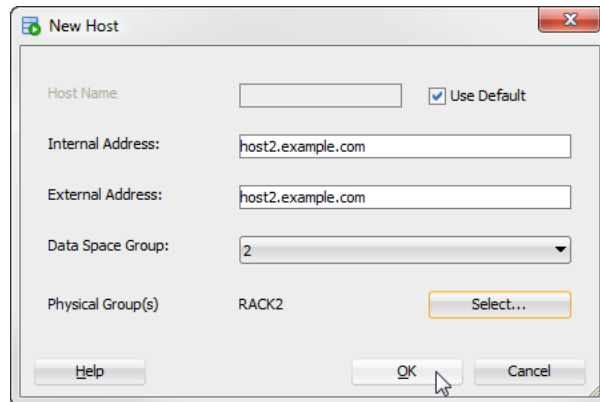 New Host
Host Name
Use Default
Internal Address: host2.example.com
External Address: host2.example.com
Data Space Group: 2
Physical Group(s) RACK2 Select...
Help OK Cancel